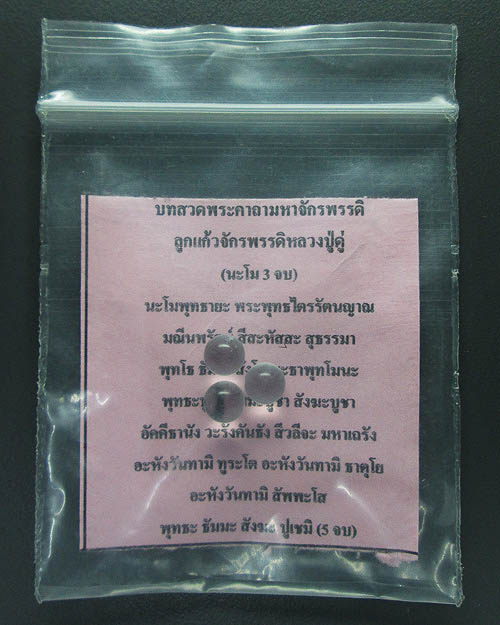 บทสวดพระคาถามหาจักรพรรดิ
ลูกแก้วจักรพรรดิหลวงปู่ดู่
(นะโม 3 จบ)
นะโมพุทธายะ พระพุทธไตรรัตนญาณ
มณีนพรัตน์ สีสะหัสสะ สุธรรมา
พุทโธ ธาพุทโมนะ
สังฆะบูชา
อัคคีธานัง วะรังคันธัง สีวลีจะ มหาเถรัง
อะหังวันทามิ ทูระโต อะหังวันทามิ ธาตุโย
อะหังวันทามิ สัพพะโส
พุทธะ ธัมมะ สังฆะ ปูเชมิ (5 จบ)